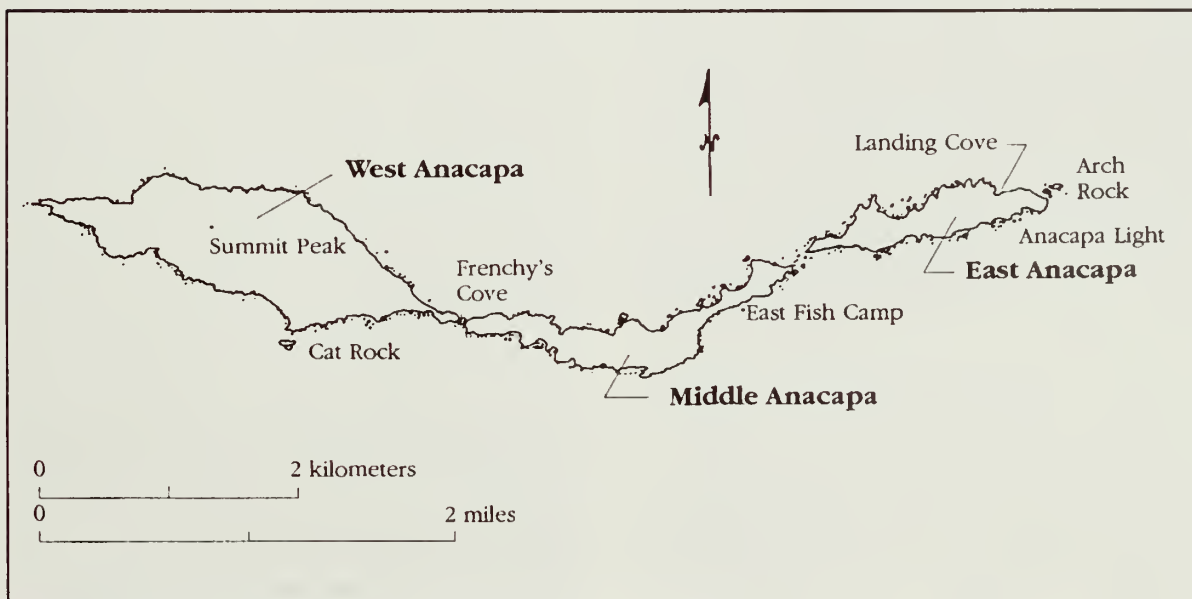 N
Landing Cove
Arch
Rock
West Anacapa
Summit Peak
Anacapa Light
East Anacapa
Frenchy's
Cove
East Fish Camp
Cat Rock
Middle Anacapa
0 2 kilometers
0 2 miles